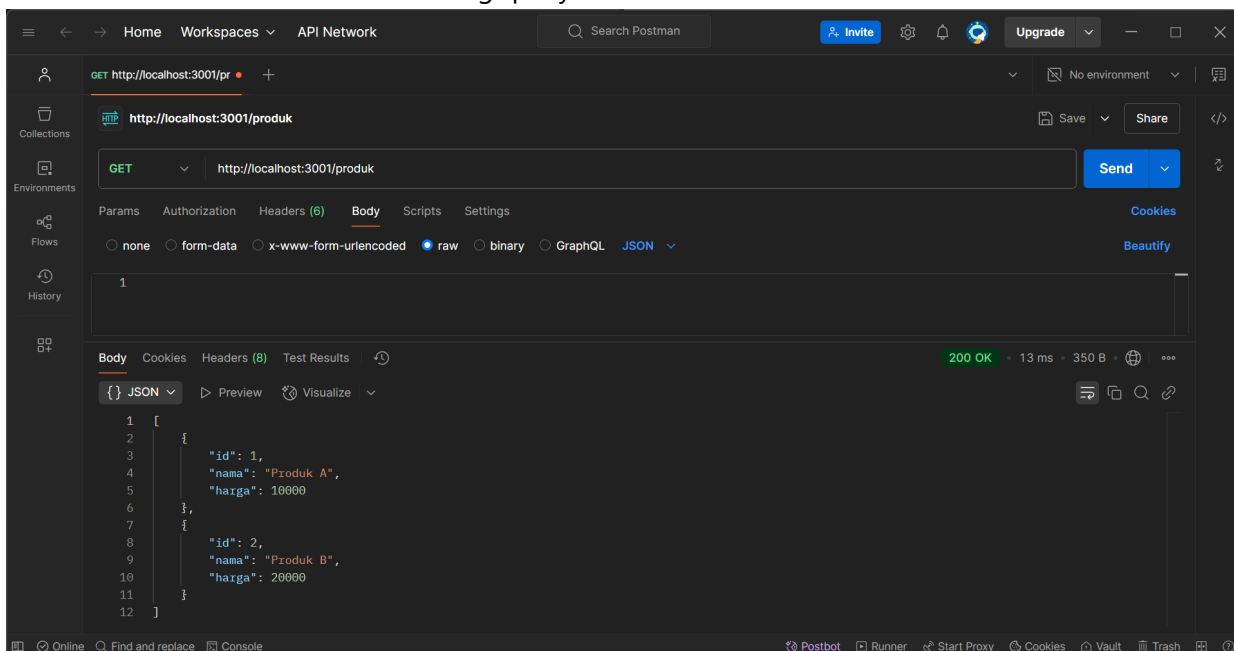 Home Workspaces API Network Search Postman Invite Upgrade
GET http://localhost:3001/pr No environment
HTTP http://localhost:3001/produk Save Share
Collections
GET http://localhost:3001/produk Send
Environments
Params Authorization Headers (6) Body Scripts Settings Cookies
Flows
none form-data x-www-form-urlencoded raw binary GraphQL JSON Beautify
History
1
Body Cookies Headers (8) Test Results 200 OK 13 ms 350 B
{} JSON Preview Visualize
1 [
2 {
3 "id": 1,
4 "nama": "Produk A",
5 "harga": 10000
6 },
7 {
8 "id": 2,
9 "nama": "Produk B",
10 "harga": 20000
11 }
12 ]
Online Find and replace Console Postbot Runner Start Proxy Cookies Vault Trash